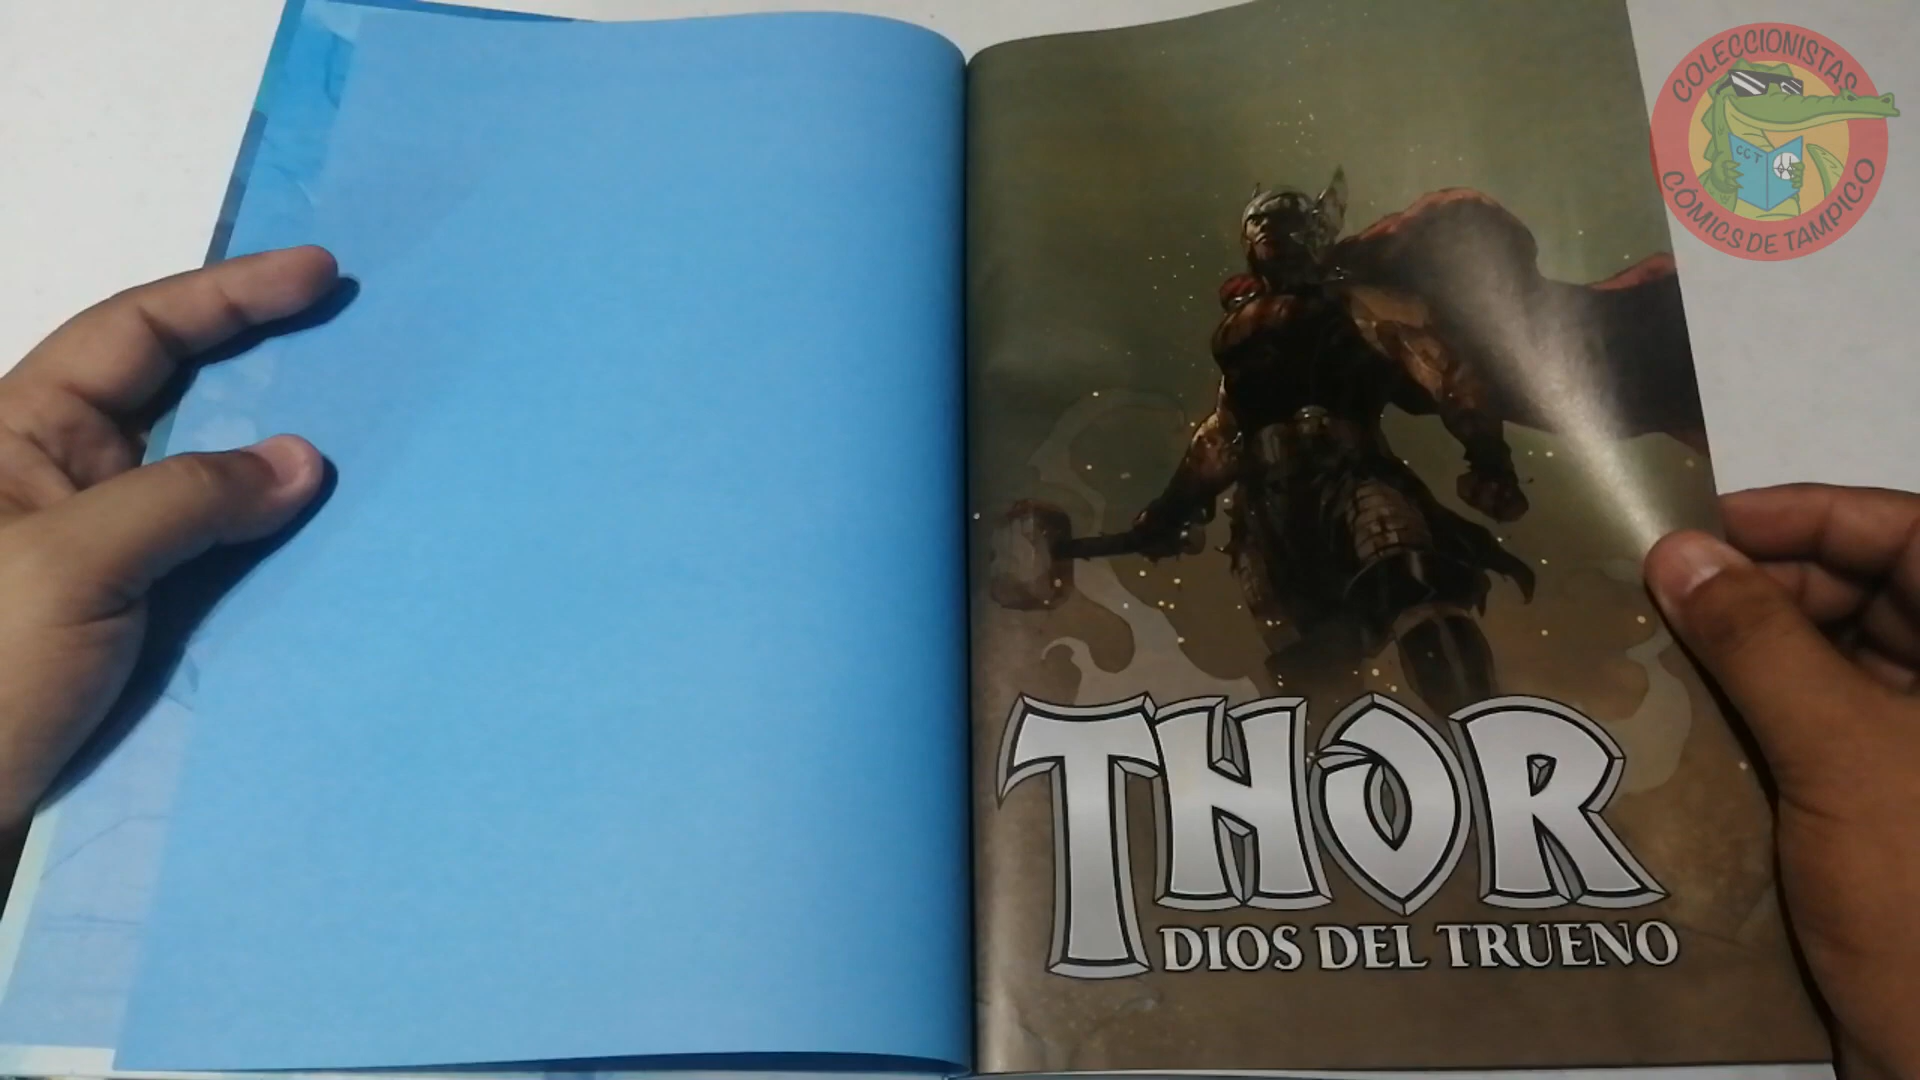 COLECCIONISTAS
CCT
CÓMICS DE TAMPICO
THOR
DIOS DEL TRUENO